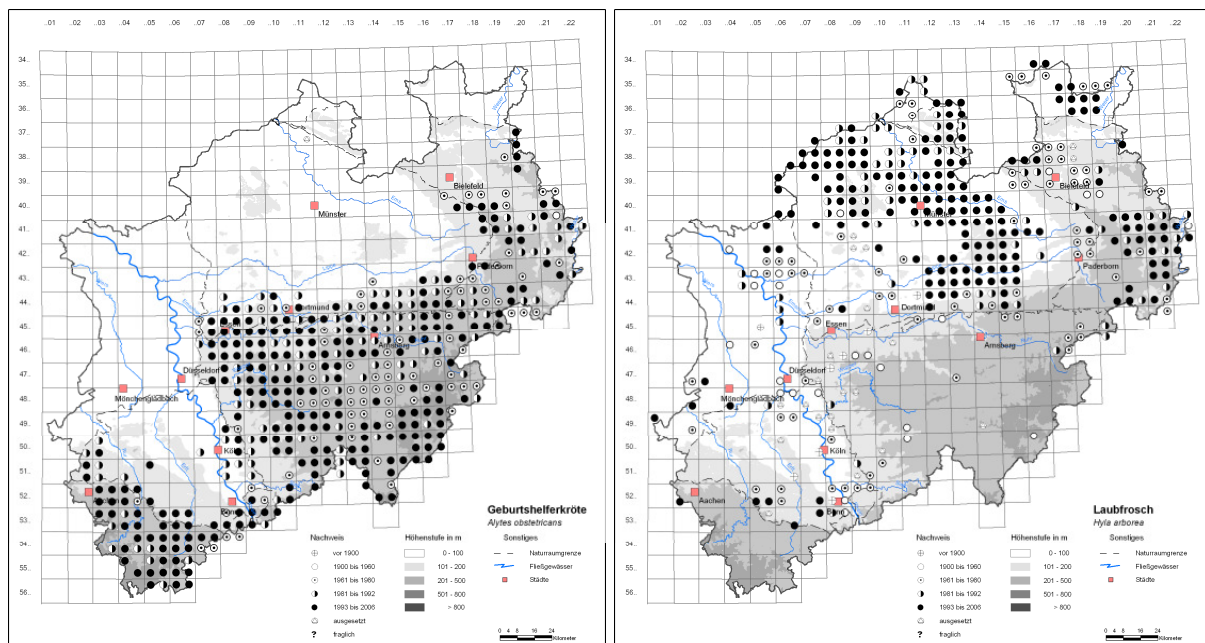 ..01 ..02 ..03 ..04 ..05 ..06 ..07 ..08 ..09 ..10 ..11 ..12 ..13 ..14 ..15 ..16 ..17 ..18 ..19 ..20 ..21 ..22
34..
35..
36..
37..
38..
39..
40..
41..
42..
43..
44..
45..
46..
47..
48..
49..
50..
51..
52..
53..
54..
55..
56..
Weser
Bielefeld
Münster
Ems
Lippe
Paderborn
Dortmund
Essen
Arnsberg
Düsseldorf
Mönchengladbach
Köln
Bonn
Geburtshelferkröte
Alytes obstetricans
Nachweis
vor 1900
1900 bis 1960
1961 bis 1980
1981 bis 1992
1993 bis 2006
ausgesetzt
fraglich
Höhenstufe in m
0 - 100
101 - 200
201 - 500
501 - 800
> 800
Sonstiges
Naturraumgrenze
Fließgewässer
Städte
0 4 8 16 24
Kilometer
..01 ..02 ..03 ..04 ..05 ..06 ..07 ..08 ..09 ..10 ..11 ..12 ..13 ..14 ..15 ..16 ..17 ..18 ..19 ..20 ..21 ..22
34..
35..
36..
37..
38..
39..
40..
41..
42..
43..
44..
45..
46..
47..
48..
49..
50..
51..
52..
53..
54..
55..
56..
Weser
Bielefeld
Münster
Paderborn
Dortmund
Essen
Arnsberg
Düsseldorf
Mönchengladbach
Köln
Aachen
Bonn
Laubfrosch
Hyla arborea
Nachweis
vor 1900
1900 bis 1960
1961 bis 1980
1981 bis 1992
1993 bis 2006
ausgesetzt
fraglich
Höhenstufe in m
0 - 100
101 - 200
201 - 500
501 - 800
> 800
Sonstiges
Naturraumgrenze
Fließgewässer
Städte
0 4 8 16 24
Kilometer